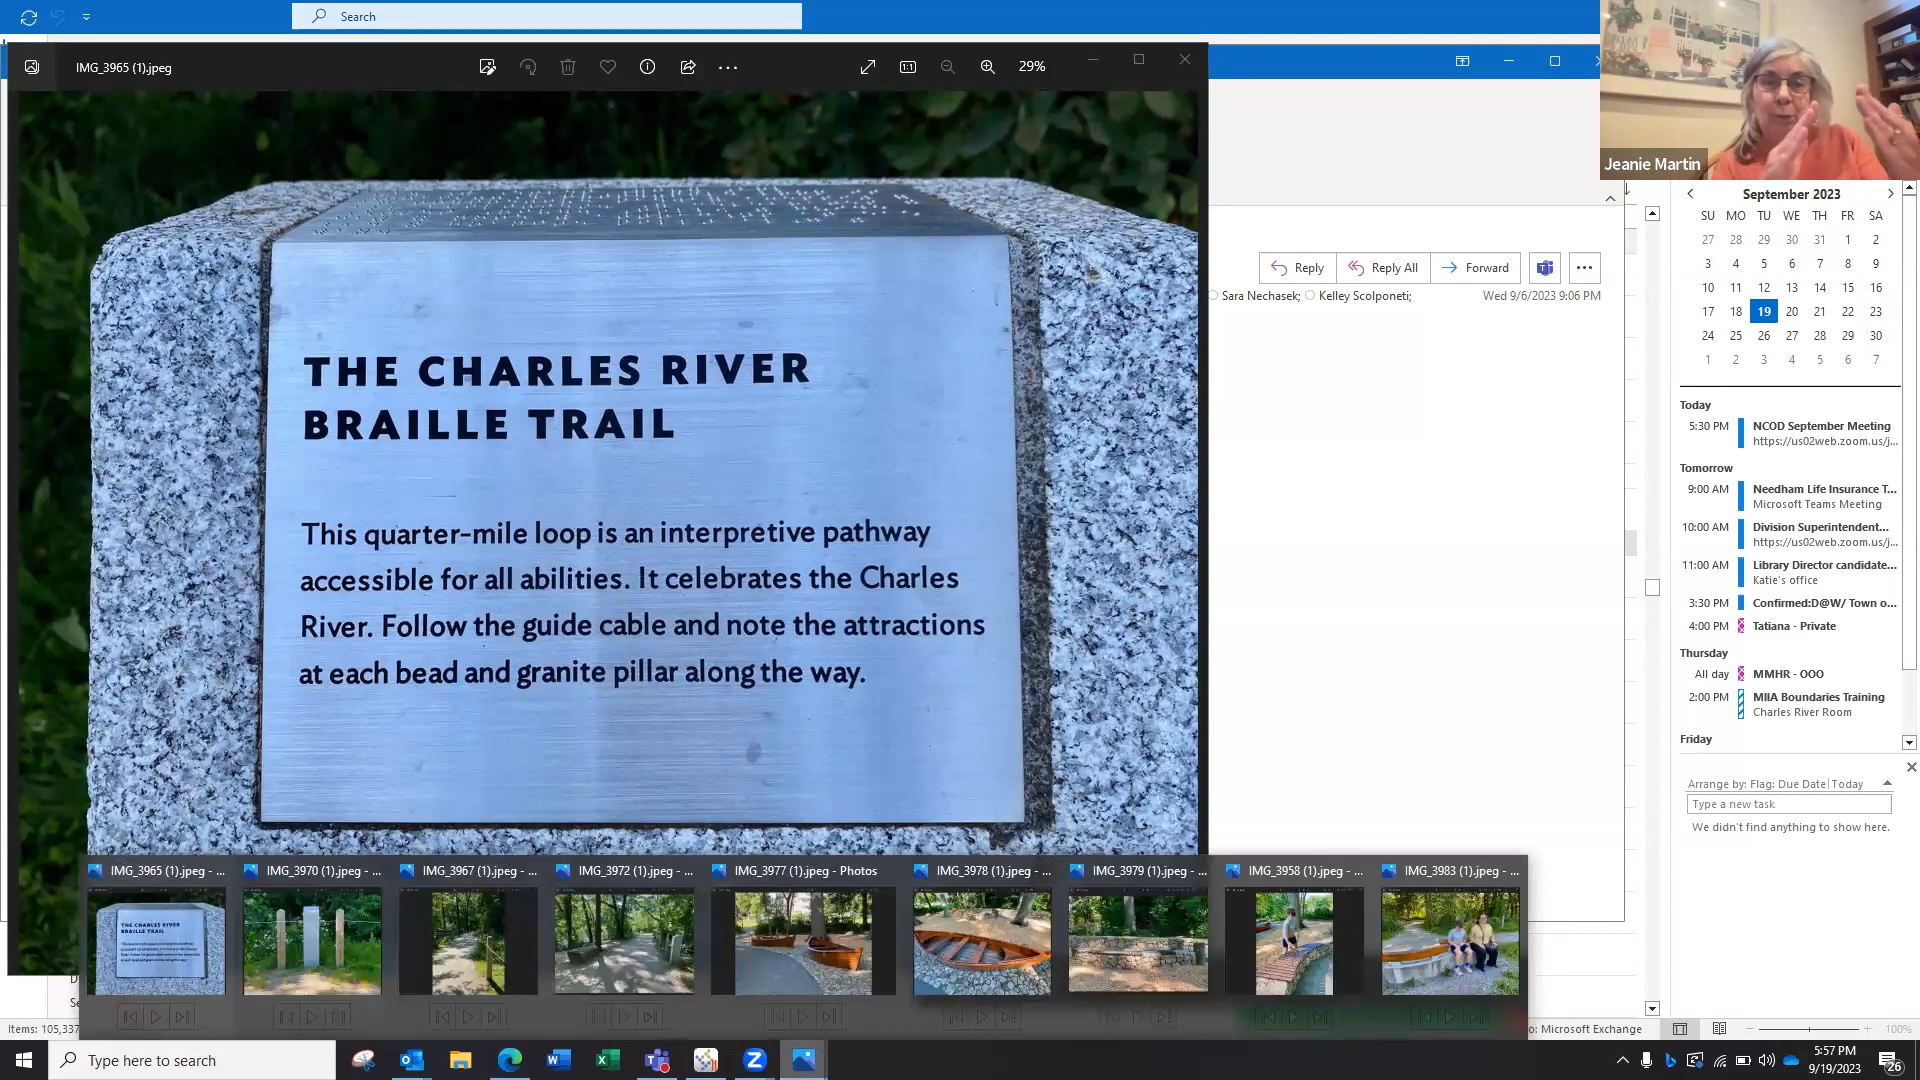 Search
IMG_3965 (1).jpeg
29%
Jeanie Martin
THE CHARLES RIVER
BRAILLE TRAIL
This quarter-mile loop is an interpretive pathway
accessible for all abilities. It celebrates the Charles
River. Follow the guide cable and note the attractions
at each bead and granite pillar along the way.
Reply
Reply All
Forward
Sara Nechasek; Kelley Scolponeti;
Wed 9/6/2023 9:06 PM
September 2023
SU MO TU WE TH FR SA
27 28 29 30 31 1 2
3 4 5 6 7 8 9
10 11 12 13 14 15 16
17 18 19 20 21 22 23
24 25 26 27 28 29 30
1 2 3 4 5 6 7
Today
5:30 PM NCOD September Meeting
https://us02web.zoom.us/j...
Tomorrow
9:00 AM Needham Life Insurance T...
Microsoft Teams Meeting
10:00 AM Division Superintendent...
https://us02web.zoom.us/j...
11:00 AM Library Director candidate...
Katie's office
3:30 PM Confirmed:D@W/ Town o...
4:00 PM Tatiana - Private
Thursday
All day MMHR - OOO
2:00 PM MIIA Boundaries Training
Charles River Room
Friday
Arrange by: Flag: Due Date Today
Type a new task
We didn't find anything to show here.
IMG_3965 (1).jpeg - ...
IMG_3970 (1).jpeg - ...
IMG_3967 (1).jpeg - ...
IMG_3972 (1).jpeg - ...
IMG_3977 (1).jpeg - Photos
IMG_3978 (1).jpeg - ...
IMG_3979 (1).jpeg - ...
IMG_3958 (1).jpeg - ...
IMG_3983 (1).jpeg - ...
THE CHARLES RIVER
BRAILLE TRAIL
Items: 105,337
o: Microsoft Exchange
100%
Type here to search
5:57 PM
9/19/2023
26